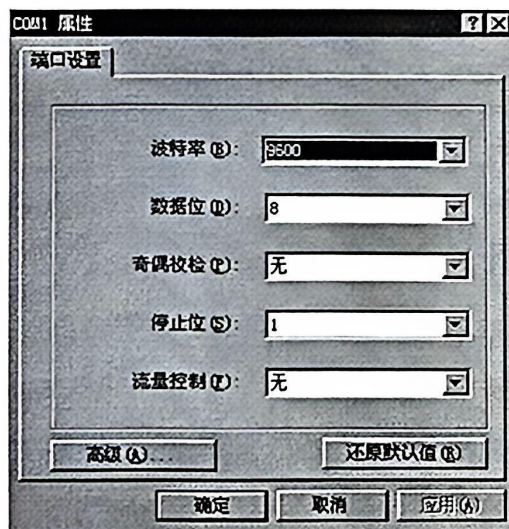 COM1 属性
端口设置
波特率(B): 9600
数据位(D): 8
奇偶校检(P): 无
停止位(S): 1
流量控制(F): 无
高级(A)... 还原默认值(R)
确定 取消 应用(A)